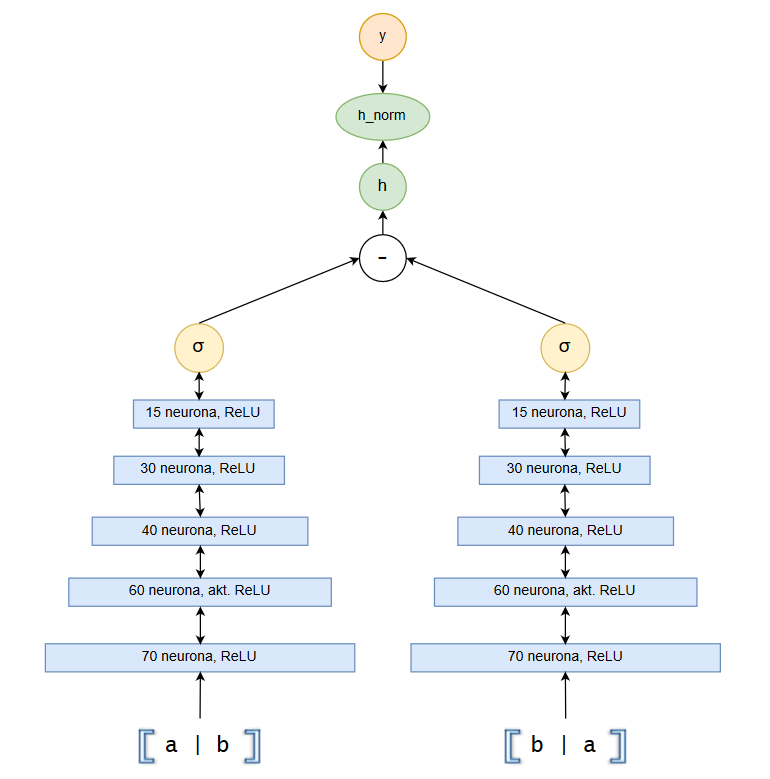 y
h_norm
h
-
σ
σ
15 neurona, ReLU
15 neurona, ReLU
30 neurona, ReLU
30 neurona, ReLU
40 neurona, ReLU
40 neurona, ReLU
60 neurona, akt. ReLU
60 neurona, akt. ReLU
70 neurona, ReLU
70 neurona, ReLU
[ a | b ]
[ b | a ]